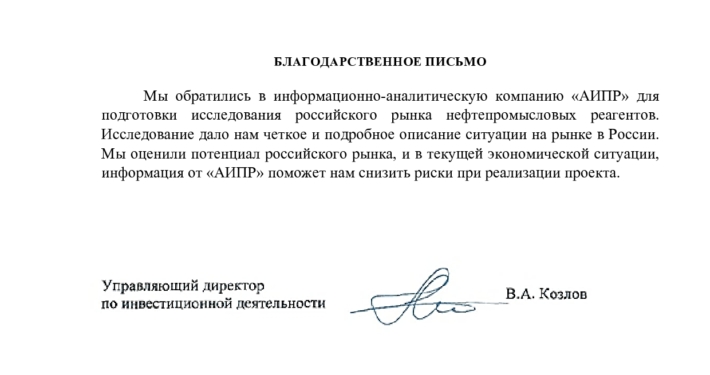 БЛАГОДАРСТВЕННОЕ ПИСЬМО
Мы обратились в информационно-аналитическую компанию «АИПР» для
подготовки исследования российского рынка нефтепромысловых реагентов.
Исследование дало нам четкое и подробное описание ситуации на рынке в России.
Мы оценили потенциал российского рынка, и в текущей экономической ситуации,
информация от «АИПР» поможет нам снизить риски при реализации проекта.
Управляющий директор
по инвестиционной деятельности
В.А. Козлов